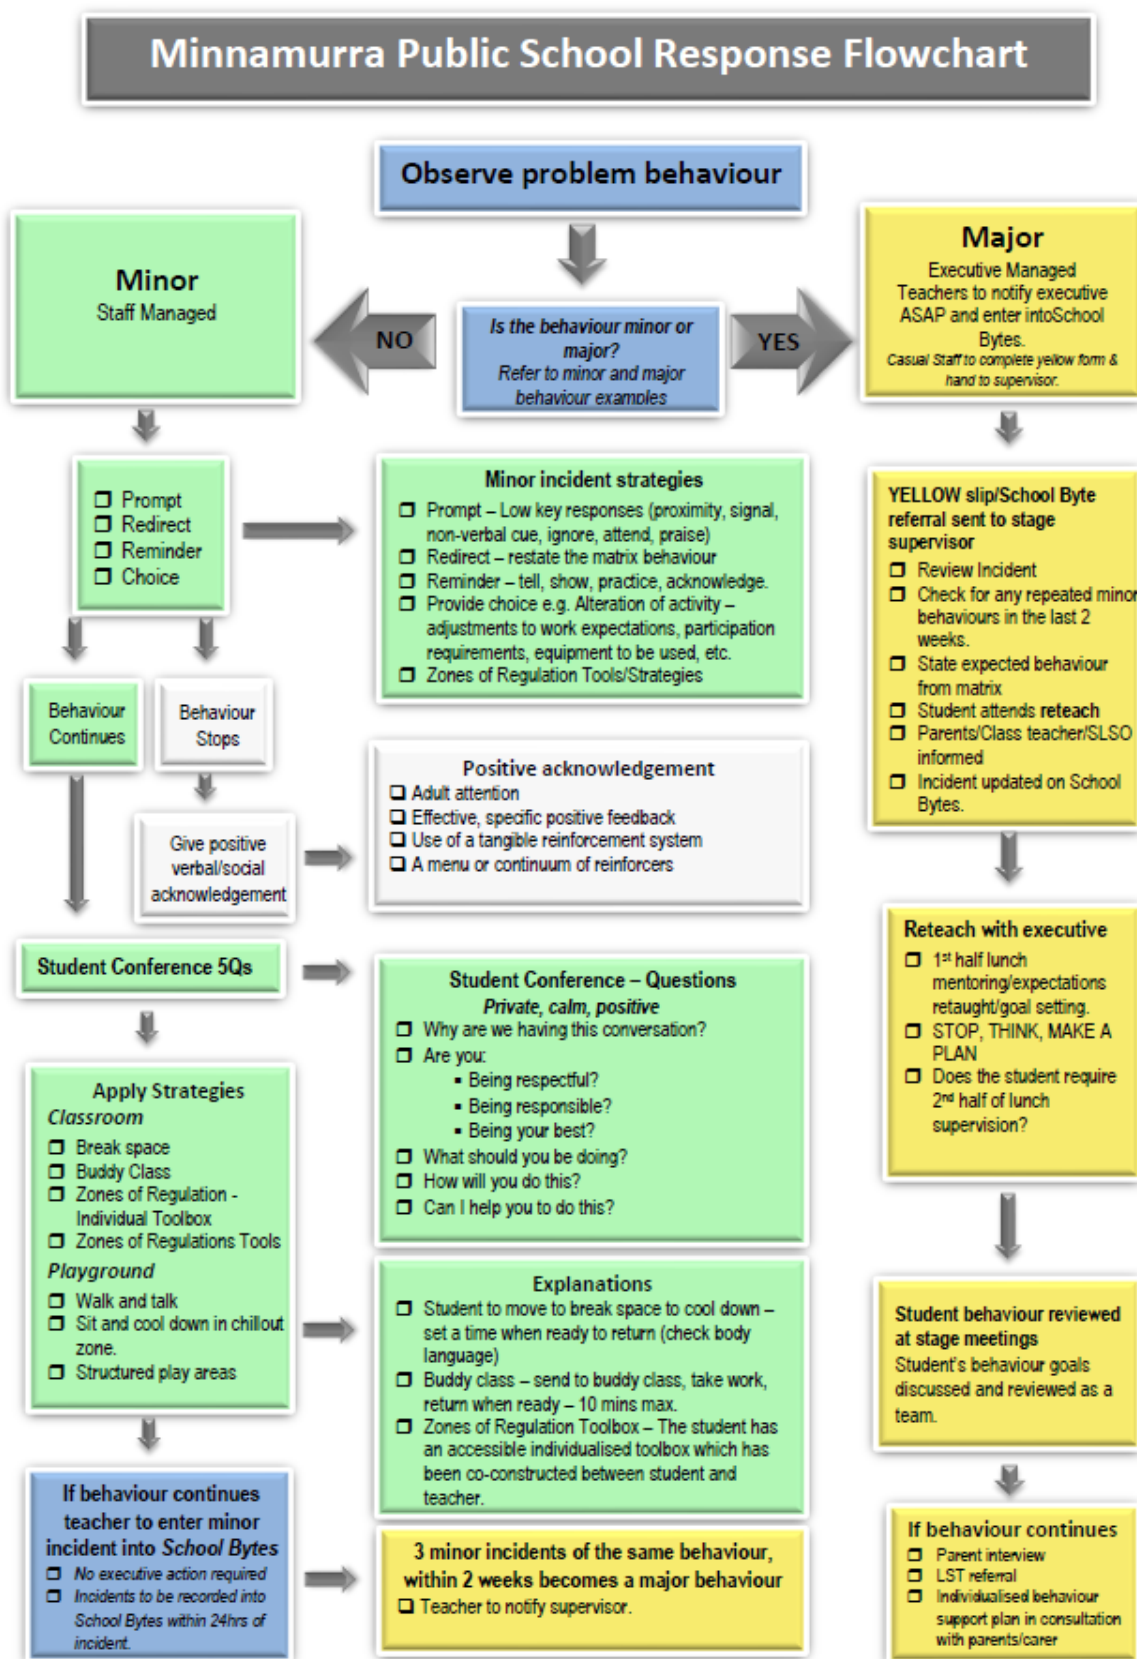 Minnamurra Public School Response Flowchart
Observe problem behaviour
Minor
Staff Managed
NO
Is the behaviour minor or
major?
Refer to minor and major
behaviour examples
YES
Major
Executive Managed
Teachers to notify executive
ASAP and enter intoSchool
Bytes.
Casual Staff to complete yellow form &
hand to supervisor.
Prompt
Redirect
Reminder
Choice
Minor incident strategies
Prompt – Low key responses (proximity, signal,
non-verbal cue, ignore, attend, praise)
Redirect – restate the matrix behaviour
Reminder – tell, show, practice, acknowledge.
Provide choice e.g. Alteration of activity –
adjustments to work expectations, participation
requirements, equipment to be used, etc.
Zones of Regulation Tools/Strategies
YELLOW slip/School Byte
referral sent to stage
supervisor
Review Incident
Check for any repeated minor
behaviours in the last 2
weeks.
State expected behaviour
from matrix
Student attends reteach
Parents/Class teacher/SLSO
informed
Incident updated on School
Bytes.
Behaviour
Continues
Behaviour
Stops
Give positive
verbal/social
acknowledgement
Positive acknowledgement
Adult attention
Effective, specific positive feedback
Use of a tangible reinforcement system
A menu or continuum of reinforcers
Student Conference 5Qs
Student Conference – Questions
Private, calm, positive
Why are we having this conversation?
Are you:
Being respectful?
Being responsible?
Being your best?
What should you be doing?
How will you do this?
Can I help you to do this?
Reteach with executive
1st half lunch
mentoring/expectations
retaught/goal setting.
STOP, THINK, MAKE A
PLAN
Does the student require
2nd half of lunch
supervision?
Apply Strategies
Classroom
Break space
Buddy Class
Zones of Regulation -
Individual Toolbox
Zones of Regulations Tools
Playground
Walk and talk
Sit and cool down in chillout
zone.
Structured play areas
Explanations
Student to move to break space to cool down –
set a time when ready to return (check body
language)
Buddy class – send to buddy class, take work,
return when ready – 10 mins max.
Zones of Regulation Toolbox – The student has
an accessible individualised toolbox which has
been co-constructed between student and
teacher.
Student behaviour reviewed
at stage meetings
Student's behaviour goals
discussed and reviewed as a
team.
If behaviour continues
teacher to enter minor
incident into School Bytes
No executive action required
Incidents to be recorded into
School Bytes within 24hrs of
incident.
3 minor incidents of the same behaviour,
within 2 weeks becomes a major behaviour
Teacher to notify supervisor.
If behaviour continues
Parent interview
LST referral
Individualised behaviour
support plan in consultation
with parents/carer